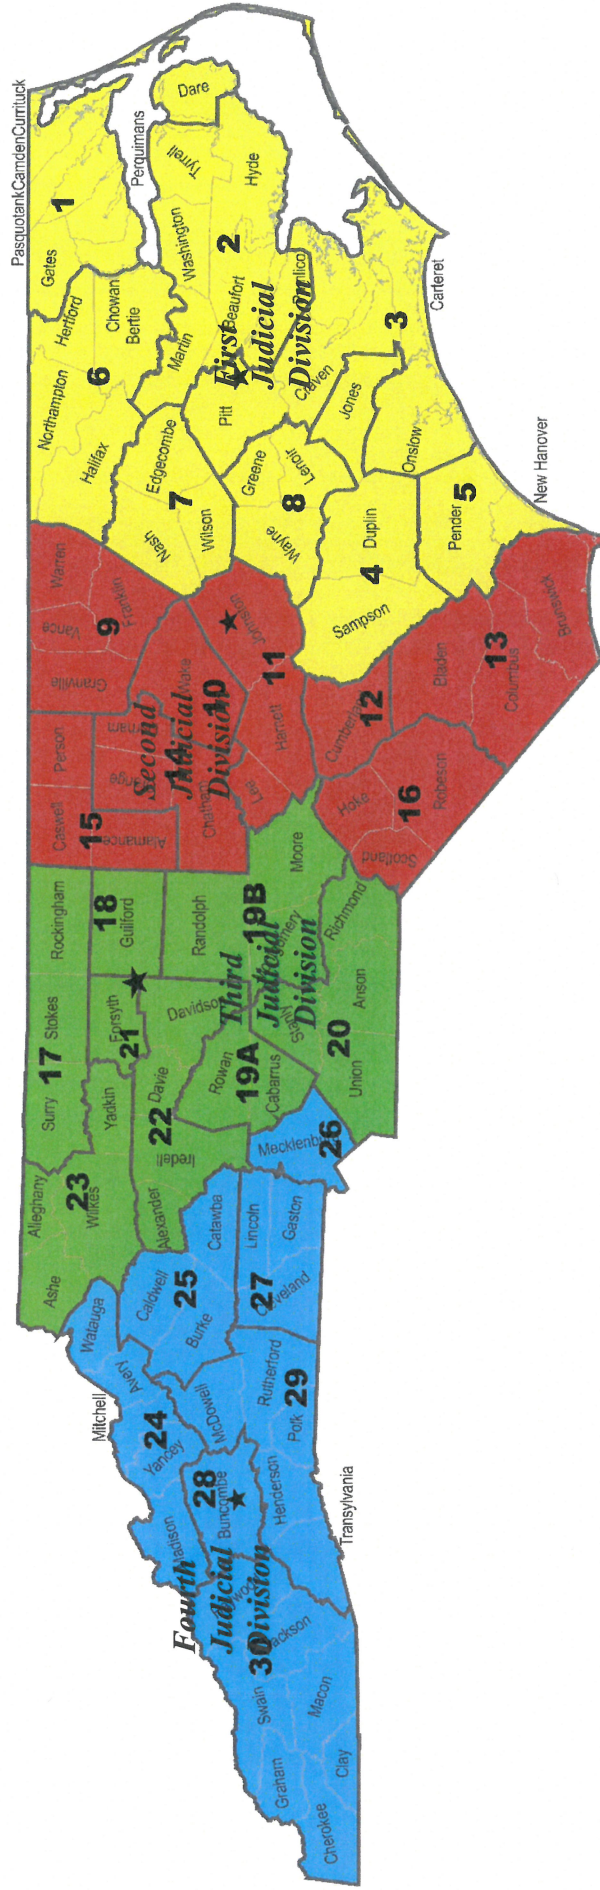 Fourth
Judicial
Division
Third
Judicial
Division
Second
Judicial
Division
First
Judicial
Division
Cherokee
Graham
Clay
Swain
Macon
30
Jackson
Madison
28
Buncombe
Henderson
Transylvania
Mitchell
24
Yancey
Avery
Watauga
McDowell
Rutherford
Polk
29
Caldwell
25
Burke
Catawba
27
Lincoln
Gaston
26
Ashe
Alleghany
23
Wilkes
Alexander
Iredell
22
Davie
Yadkin
Surry
17
Stokes
Rockingham
21
Forsyth
18
Guilford
Davidson
Randolph
Rowan
19A
Cabarrus
19B
Moore
Union
20
Anson
Richmond
Caswell
Person
15
Alamance
14
Chatham
Lee
Granville
Vance
Warren
9
Franklin
Wake
10
Johnston
11
Harnett
Cumberland
12
Hoke
Scotland
16
Robeson
Bladen
13
Columbus
Brunswick
Northampton
Halifax
6
Hertford
Chowan
Bertie
Gates
1
Pasquotank
Camden
Currituck
Perquimans
Nash
Edgecombe
7
Wilson
Martin
Washington
Tyrrell
Dare
2
Beaufort
Hyde
Pitt
Greene
Lenoir
8
Wayne
Craven
Jones
3
Carteret
Onslow
Duplin
4
Sampson
Pender
5
New Hanover